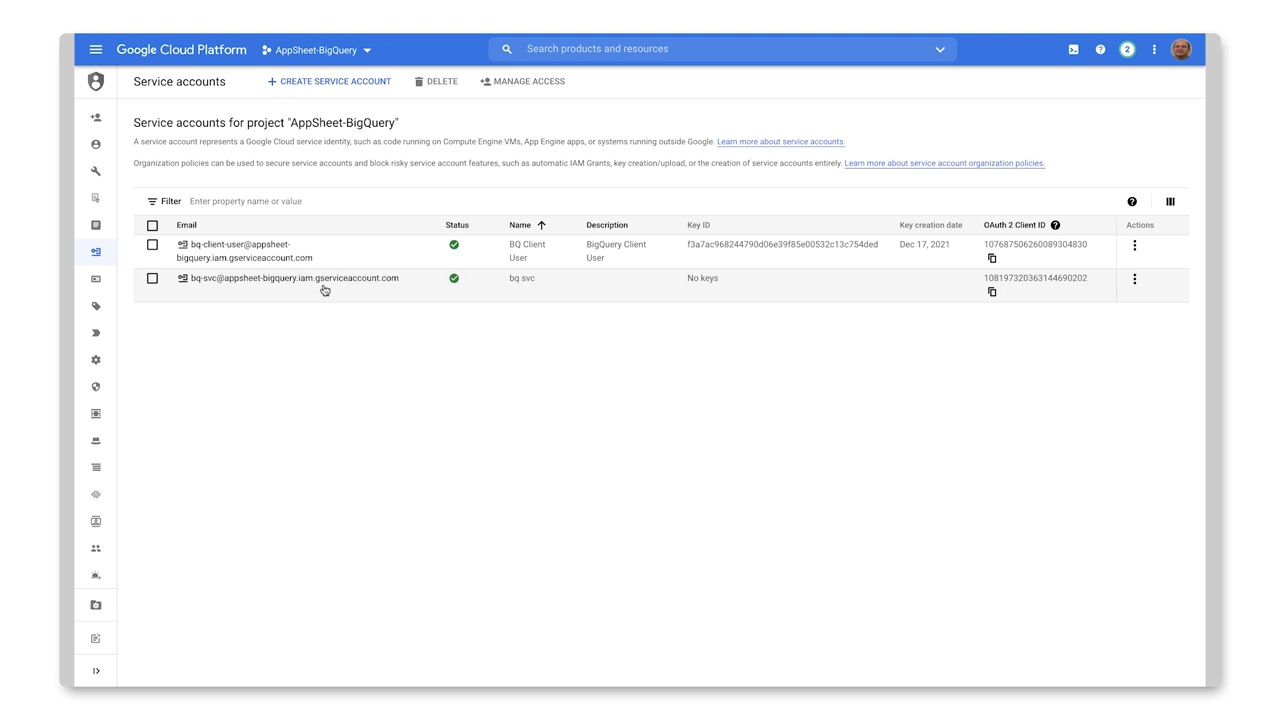 Google Cloud Platform AppSheet-BigQuery Search products and resources 2
Service accounts + CREATE SERVICE ACCOUNT DELETE MANAGE ACCESS
Service accounts for project "AppSheet-BigQuery"
A service account represents a Google Cloud service identity, such as code running on Compute Engine VMs, App Engine apps, or systems running outside Google. Learn more about service accounts.
Organization policies can be used to secure service accounts and block risky service account features, such as automatic IAM Grants, key creation/upload, or the creation of service accounts entirely. Learn more about service account organization policies.
Filter Enter property name or value
Email Status Name Description Key ID Key creation date OAuth 2 Client ID Actions
bq-client-user@appsheet- BQ Client BigQuery Client f3a7ac968244790d06e39f85e00532c13c754ded Dec 17, 2021 107687506260089304830
bigquery.iam.gserviceaccount.com User User
bq-svc@appsheet-bigquery.iam.gserviceaccount.com bq svc No keys 108197320363144690202